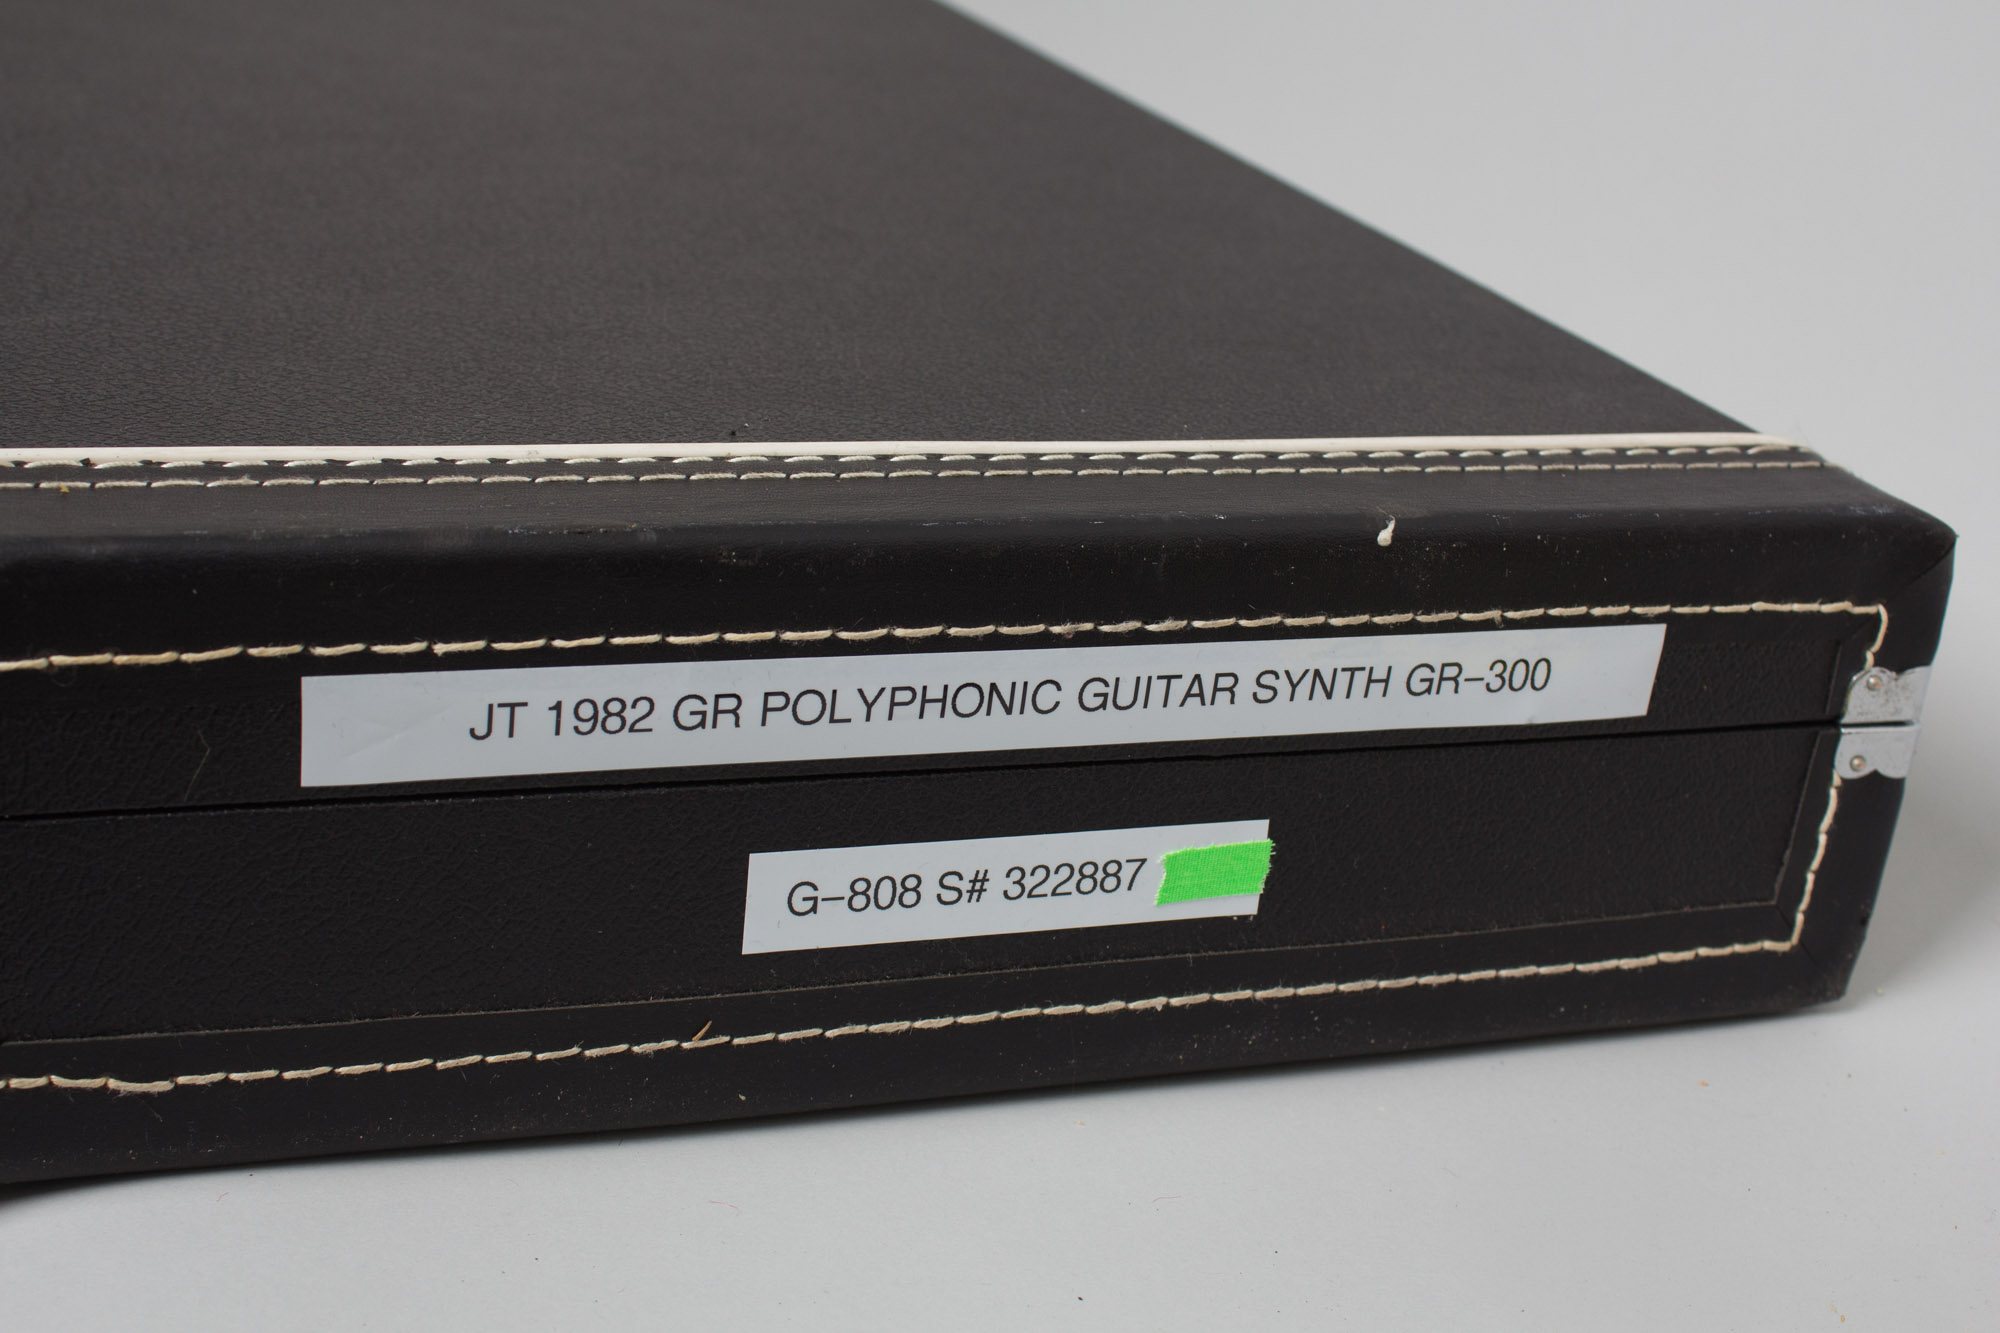 JT 1982 GR POLYPHONIC GUITAR SYNTH GR-300
G-808 S# 322887